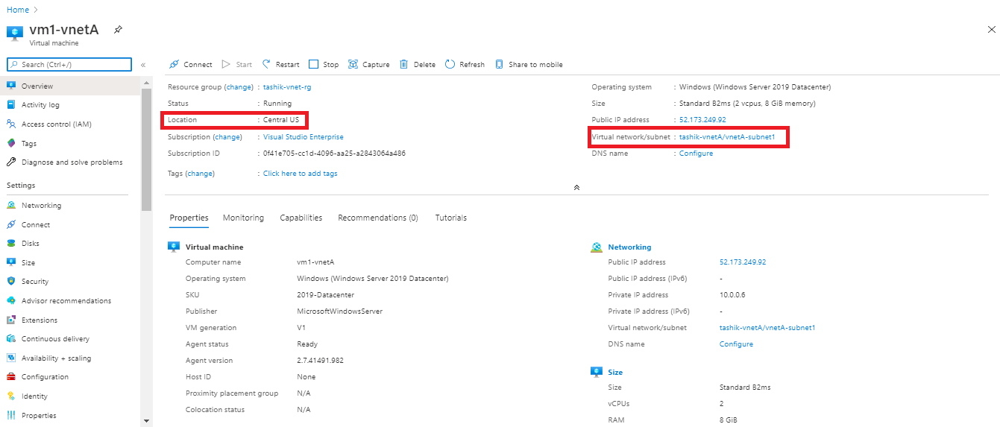 Home
vm1-vnetA
Virtual machine
Search (Ctrl+/)
«
Overview
Activity log
Access control (IAM)
Tags
Diagnose and solve problems
Settings
Networking
Connect
Disks
Size
Security
Advisor recommendations
Extensions
Continuous delivery
Availability + scaling
Configuration
Identity
Properties
Connect Start Restart Stop Capture Delete Refresh Share to mobile
Resource group (change) : tashik-vnet-rg
Status : Running
Location : Central US
Subscription (change) : Visual Studio Enterprise
Subscription ID : 0f41e705-cc1d-4096-aa25-a2843064a486
Tags (change) : Click here to add tags
Operating system : Windows (Windows Server 2019 Datacenter)
Size : Standard B2ms (2 vcpus, 8 GiB memory)
Public IP address : 52.173.249.92
Virtual network/subnet : tashik-vnetA/vnetA-subnet1
DNS name : Configure
Properties Monitoring Capabilities Recommendations (0) Tutorials
Virtual machine
Computer name vm1-vnetA
Operating system Windows (Windows Server 2019 Datacenter)
SKU 2019-Datacenter
Publisher MicrosoftWindowsServer
VM generation V1
Agent status Ready
Agent version 2.7.41491.982
Host ID None
Proximity placement group N/A
Colocation status N/A
Networking
Public IP address 52.173.249.92
Public IP address (IPv6) -
Private IP address 10.0.0.6
Private IP address (IPv6) -
Virtual network/subnet tashik-vnetA/vnetA-subnet1
DNS name Configure
Size
Size Standard B2ms
vCPUs 2
RAM 8 GiB